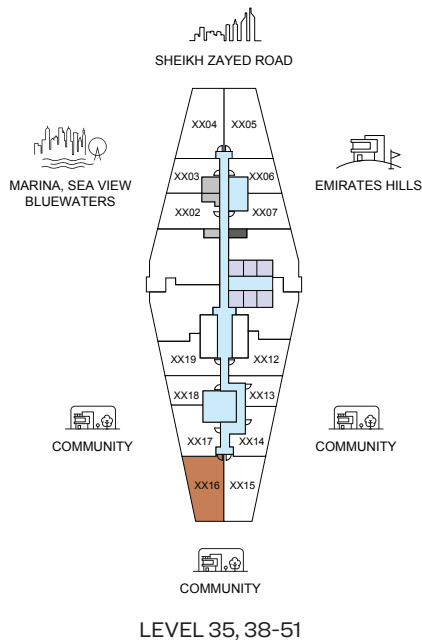 SHEIKH ZAYED ROAD
XX04 XX05
MARINA, SEA VIEW
BLUEWATERS
EMIRATES HILLS
XX03 XX06
XX02 XX07
XX19 XX12
XX18 XX13
COMMUNITY
COMMUNITY
XX17 XX14
XX16 XX15
COMMUNITY
LEVEL 35, 38-51